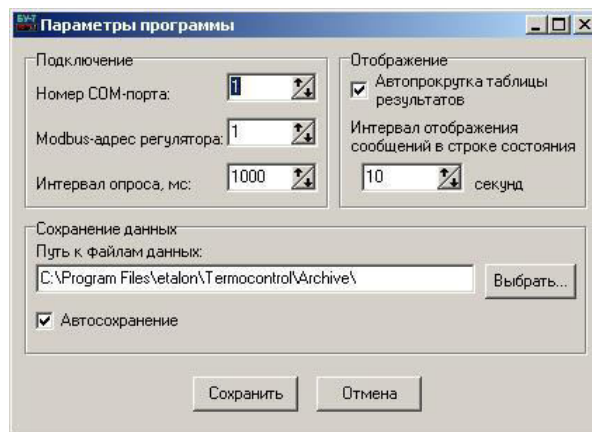 БУ-7
Параметры программы
Подключение
Номер COM-порта:
1
Modbus-адрес регулятора:
1
Интервал опроса, мс:
1000
Отображение
Автопрокрутка таблицы
результатов
Интервал отображения
сообщений в строке состояния
10
секунд
Сохранение данных
Путь к файлам данных:
C:\Program Files\etalon\Termocontrol\Archive\
Выбрать...
Автосохранение
Сохранить
Отмена